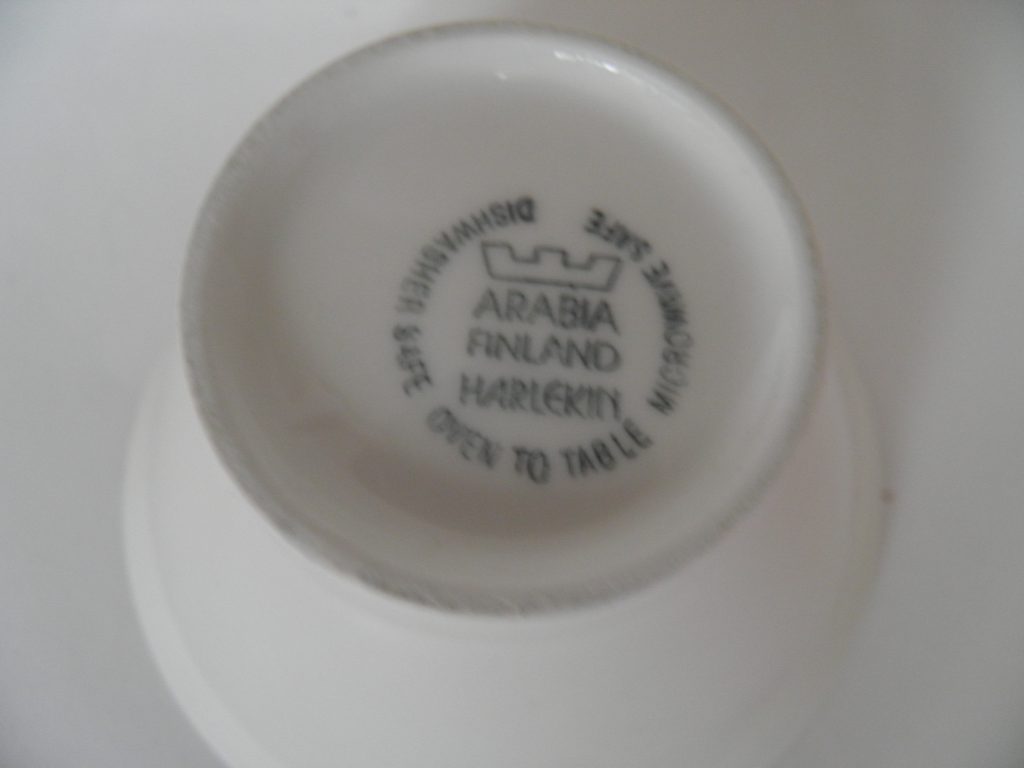 ARABIA
FINLAND
HARLEKIN
DISHWASHER SAFE OVEN TO TABLE MICROWAVE SAFE